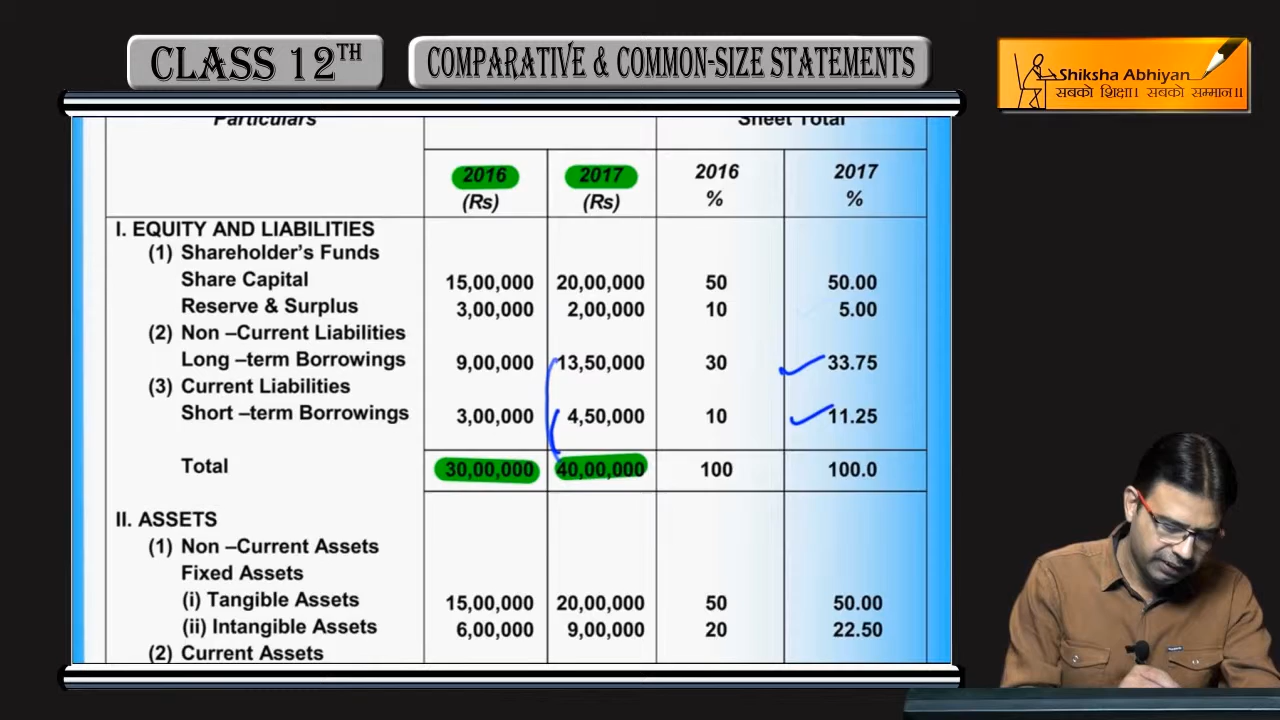 CLASS 12TH
COMPARATIVE & COMMON-SIZE STATEMENTS
Shiksha Abhiyan
सबको शिक्षा। सबको सम्मान॥
Particulars Sheet Total
2016 2017 2016 2017
(Rs) (Rs) % %
I. EQUITY AND LIABILITIES
(1) Shareholder's Funds
Share Capital 15,00,000 20,00,000 50 50.00
Reserve & Surplus 3,00,000 2,00,000 10 5.00
(2) Non –Current Liabilities
Long –term Borrowings 9,00,000 13,50,000 30 33.75
(3) Current Liabilities
Short –term Borrowings 3,00,000 4,50,000 10 11.25
Total 30,00,000 40,00,000 100 100.0
II. ASSETS
(1) Non –Current Assets
Fixed Assets
(i) Tangible Assets 15,00,000 20,00,000 50 50.00
(ii) Intangible Assets 6,00,000 9,00,000 20 22.50
(2) Current Assets